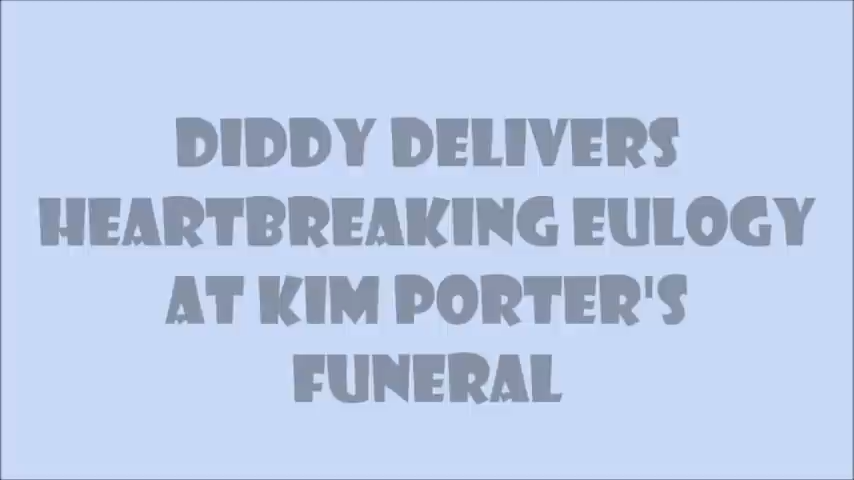 DIDDY DELIVERS
HEARTBREAKING EULOGY
AT KIM PORTER'S
FUNERAL